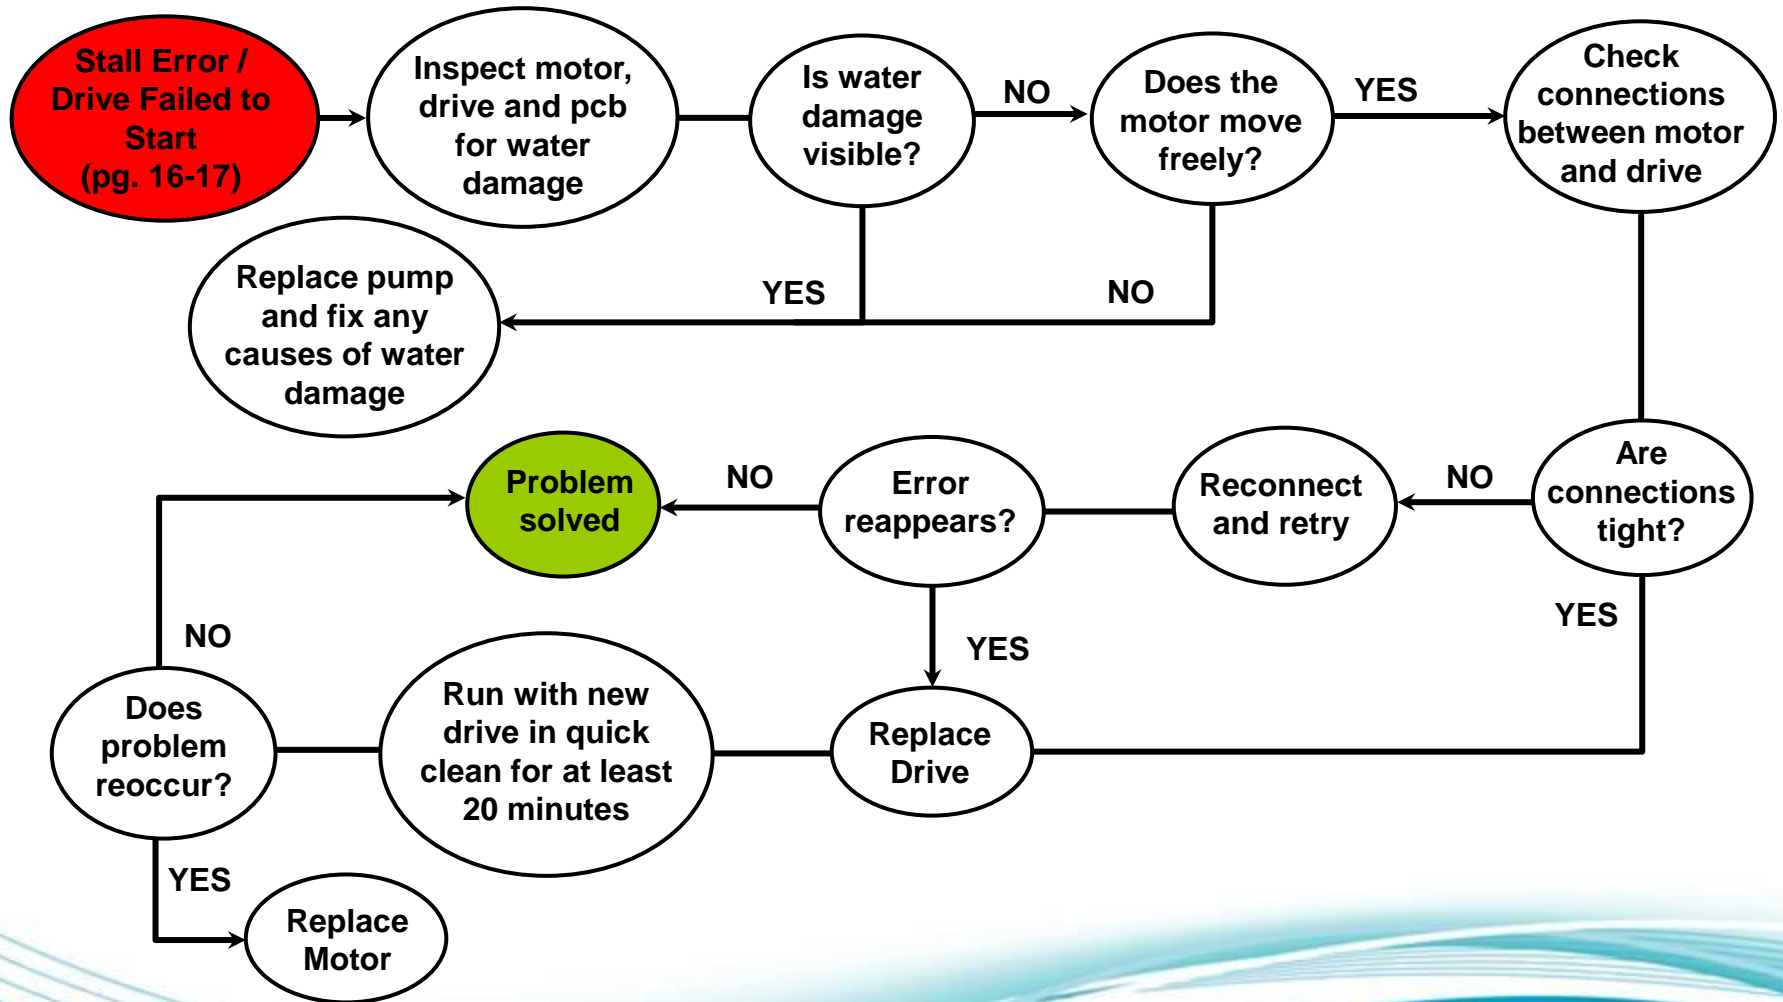 Stall Error /
Drive Failed to
Start
(pg. 16-17)
Inspect motor,
drive and pcb
for water
damage
Is water
damage
visible?
NO
Does the
motor move
freely?
YES
Check
connections
between motor
and drive
Replace pump
and fix any
causes of water
damage
YES
NO
Problem
solved
NO
Error
reappears?
Reconnect
and retry
NO
Are
connections
tight?
NO
YES
YES
Does
problem
reoccur?
Run with new
drive in quick
clean for at least
20 minutes
Replace
Drive
YES
Replace
Motor